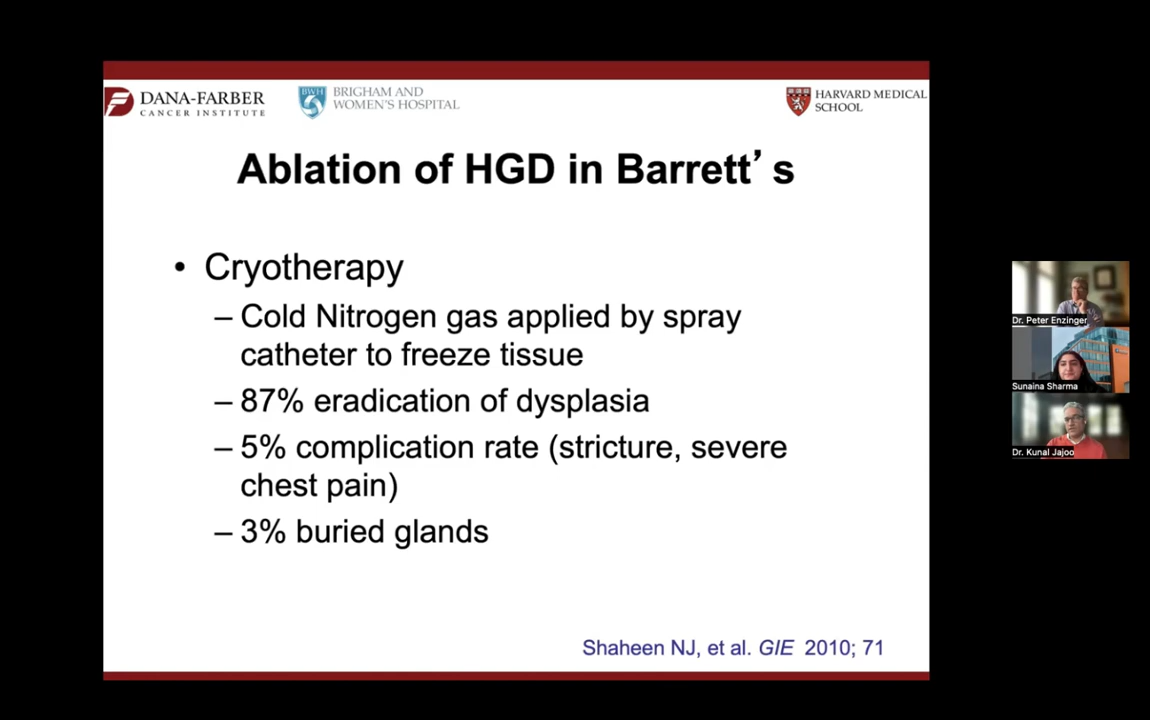 DANA-FARBER
CANCER INSTITUTE
BWH
BRIGHAM AND
WOMEN'S HOSPITAL
HARVARD MEDICAL
SCHOOL
Ablation of HGD in Barrett’ s
• Cryotherapy
– Cold Nitrogen gas applied by spray
catheter to freeze tissue
– 87% eradication of dysplasia
– 5% complication rate (stricture, severe
chest pain)
– 3% buried glands
Shaheen NJ, et al. GIE 2010; 71
Dr. Peter Enzinger
Sunaina Sharma
Dr. Kunal Jajoo